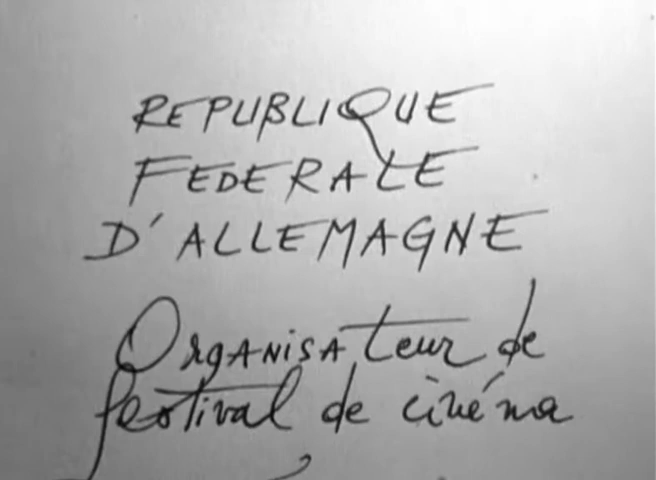 REPUBLIQUE
FEDERALE
D'ALLEMAGNE
Organisateur de
festival de cinéma